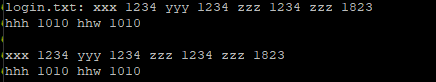 login.txt: xxx 1234 yyy 1234 zzz 1234 zzz 1823
hhh 1010 hhw 1010

xxx 1234 yyy 1234 zzz 1234 zzz 1823
hhh 1010 hhw 1010